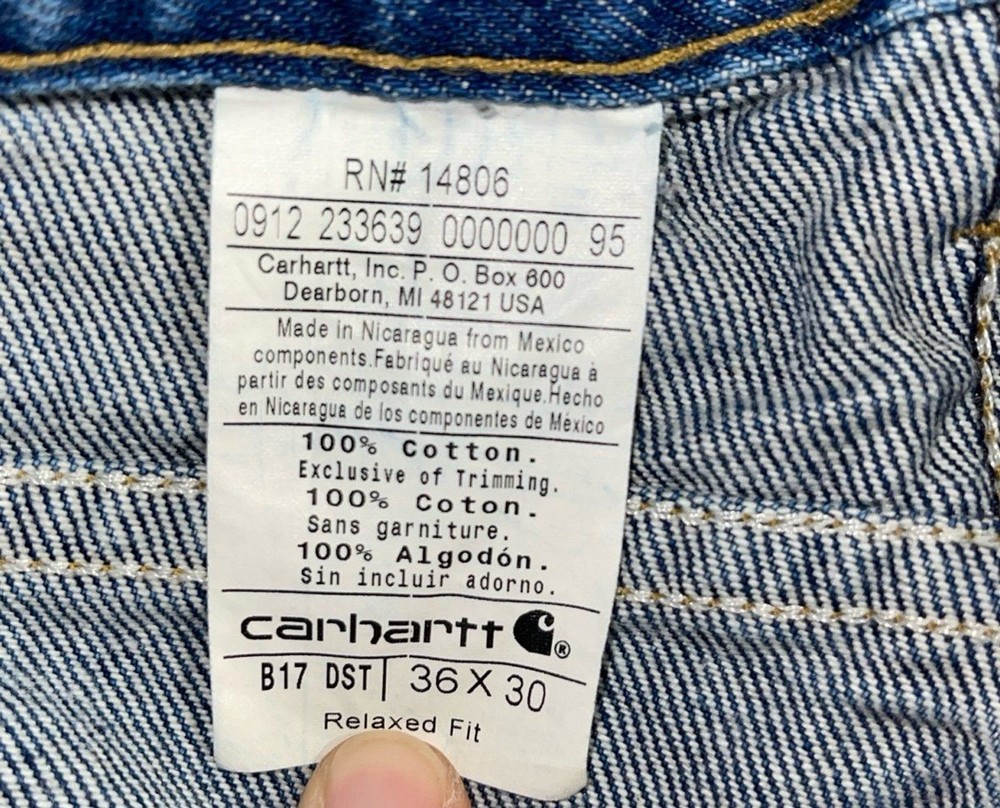 RN# 14806
0912 233639 0000000 95
Carhartt, Inc. P. O. Box 600
Dearborn, MI 48121 USA
Made in Nicaragua from Mexico
components.Fabriqué au Nicaragua à
partir des composants du Mexique.Hecho
en Nicaragua de los componentes de México
100% Cotton.
Exclusive of Trimming.
100% Coton.
Sans garniture.
100% Algodón.
Sin incluir adorno.
carhartt ®
B17 DST | 36 X 30
Relaxed Fit